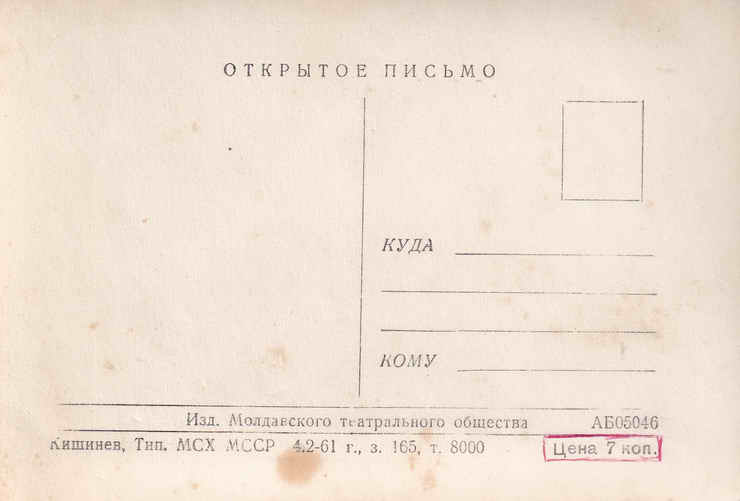 ОТКРЫТОЕ ПИСЬМО
КУДА
КОМУ
Изд. Молдавского театрального общества АБ05046
Кишинев, Тип. МСХ МССР 4.2-61 г., з. 165, т. 8000 Цена 7 коп.